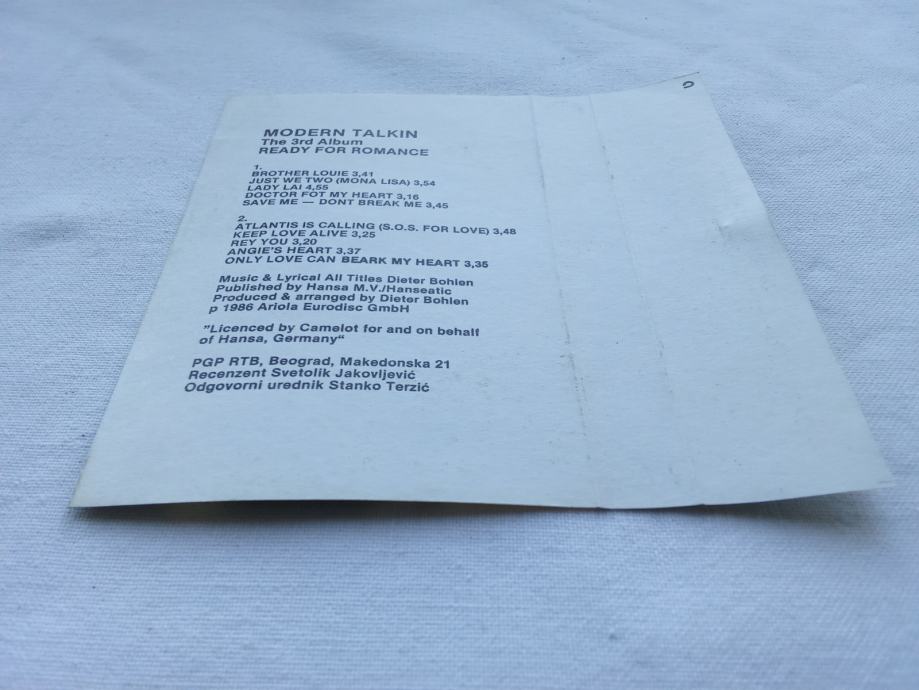 MODERN TALKIN
The 3rd Album
READY FOR ROMANCE
1.
BROTHER LOUIE 3,41
JUST WE TWO (MONA LISA) 3,54
LADY LAI 4,55
DOCTOR FOT MY HEART 3,16
SAVE ME — DONT BREAK ME 3,45
2.
ATLANTIS IS CALLING (S.O.S. FOR LOVE) 3,48
KEEP LOVE ALIVE 3,25
REY YOU 3,20
ANGIE'S HEART 3,37
ONLY LOVE CAN BEARK MY HEART 3,35
Music & Lyrical All Titles Dieter Bohlen
Published by Hansa M.V./Hanseatic
Produced & arranged by Dieter Bohlen
p 1986 Ariola Eurodisc GmbH
"Licenced by Camelot for and on behalf
of Hansa, Germany“
PGP RTB, Beograd, Makedonska 21
Recenzent Svetolik Jakovljević
Odgovorni urednik Stanko Terzić